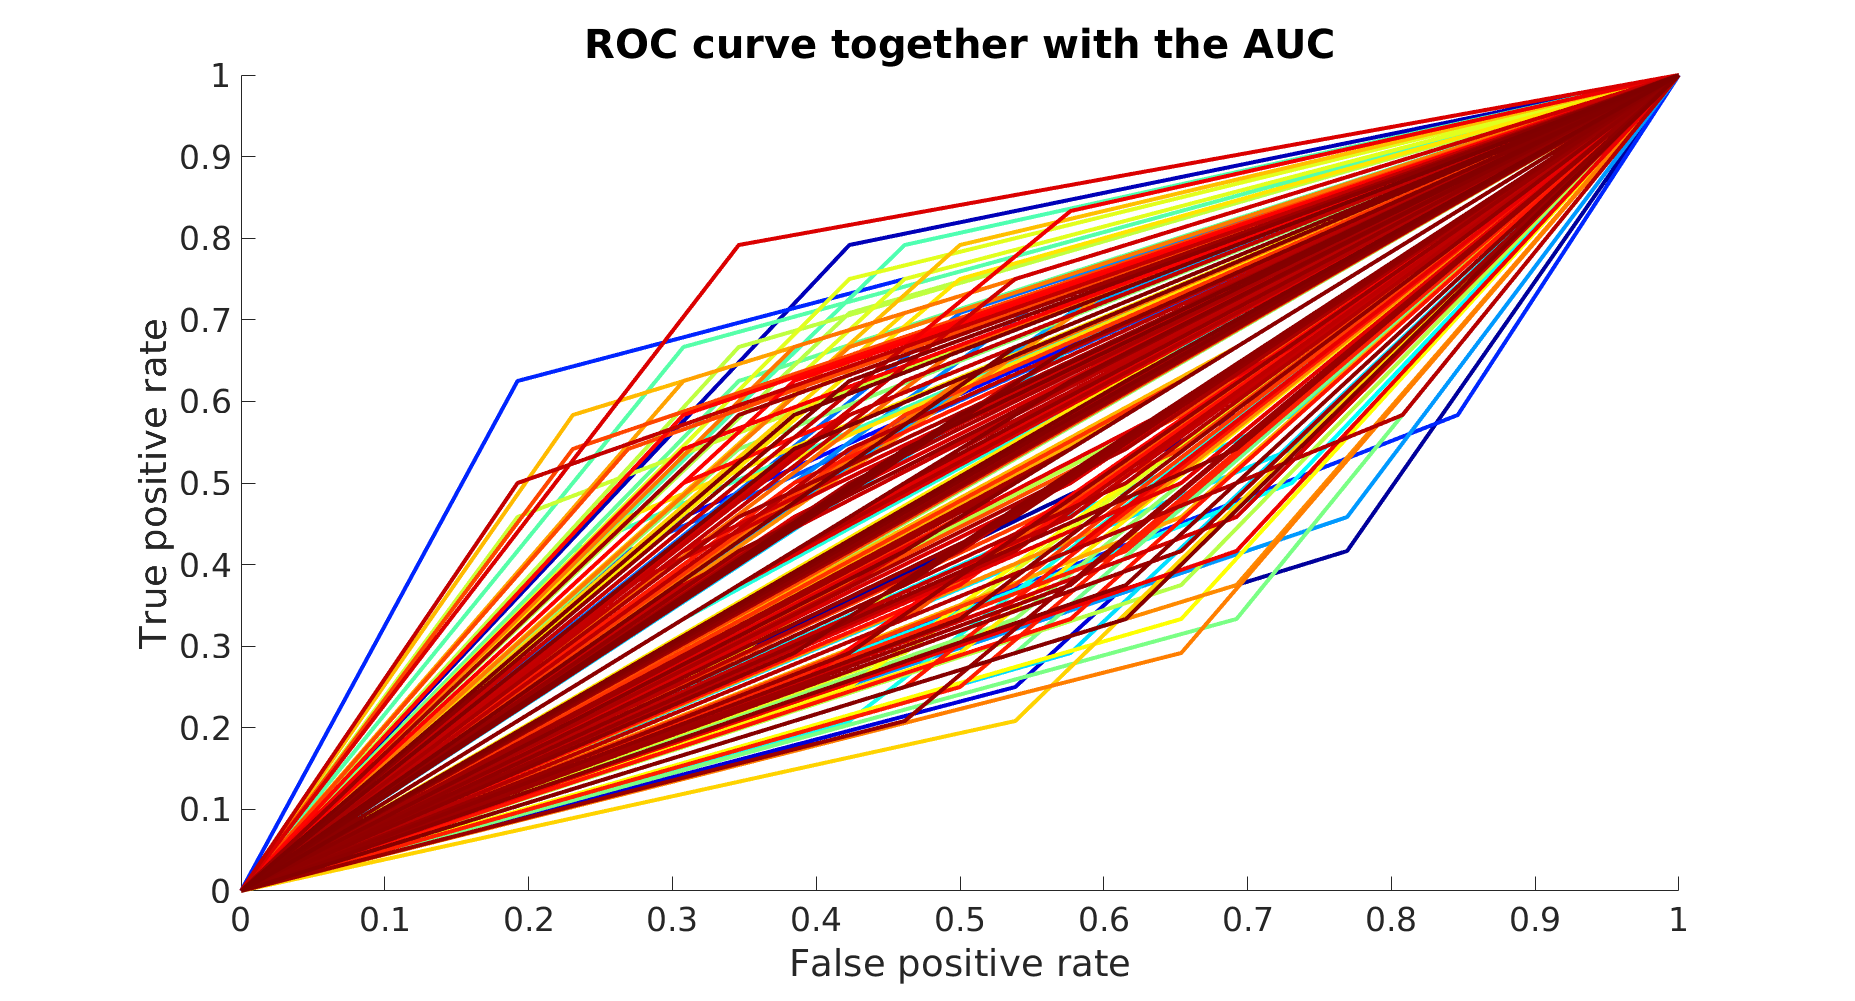 ROC curve together with the AUC
1
0.9
0.8
0.7
0.6
0.5
0.4
0.3
0.2
0.1
0
True positive rate
0 0.1 0.2 0.3 0.4 0.5 0.6 0.7 0.8 0.9 1
False positive rate